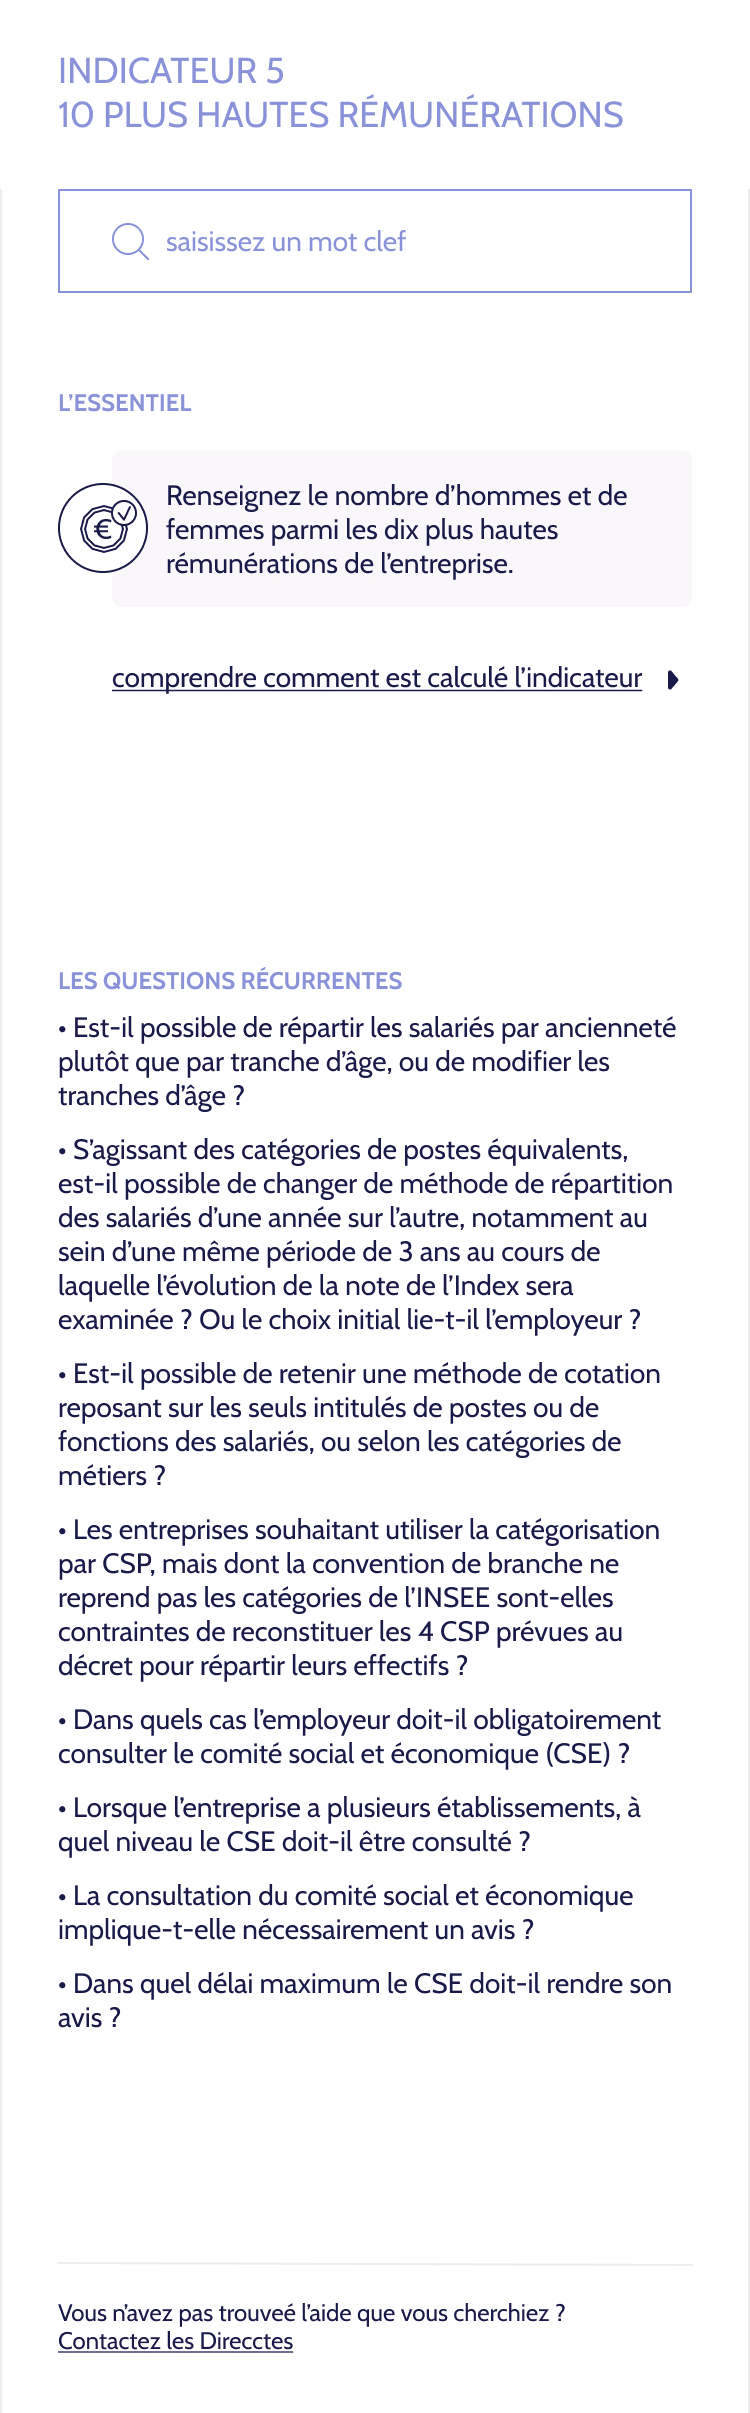 INDICATEUR 5
10 PLUS HAUTES RÉMUNÉRATIONS
saisissez un mot clef
L’ESSENTIEL
€
Renseignez le nombre d’hommes et de
femmes parmi les dix plus hautes
rémunérations de l’entreprise.
comprendre comment est calculé l’indicateur
LES QUESTIONS RÉCURRENTES
• Est-il possible de répartir les salariés par ancienneté
plutôt que par tranche d’âge, ou de modifier les
tranches d’âge ?
• S’agissant des catégories de postes équivalents,
est-il possible de changer de méthode de répartition
des salariés d’une année sur l’autre, notamment au
sein d’une même période de 3 ans au cours de
laquelle l’évolution de la note de l’Index sera
examinée ? Ou le choix initial lie-t-il l’employeur ?
• Est-il possible de retenir une méthode de cotation
reposant sur les seuls intitulés de postes ou de
fonctions des salariés, ou selon les catégories de
métiers ?
• Les entreprises souhaitant utiliser la catégorisation
par CSP, mais dont la convention de branche ne
reprend pas les catégories de l’INSEE sont-elles
contraintes de reconstituer les 4 CSP prévues au
décret pour répartir leurs effectifs ?
• Dans quels cas l’employeur doit-il obligatoirement
consulter le comité social et économique (CSE) ?
• Lorsque l’entreprise a plusieurs établissements, à
quel niveau le CSE doit-il être consulté ?
• La consultation du comité social et économique
implique-t-elle nécessairement un avis ?
• Dans quel délai maximum le CSE doit-il rendre son
avis ?
Vous n’avez pas trouveé l’aide que vous cherchiez ?
Contactez les Direcctes